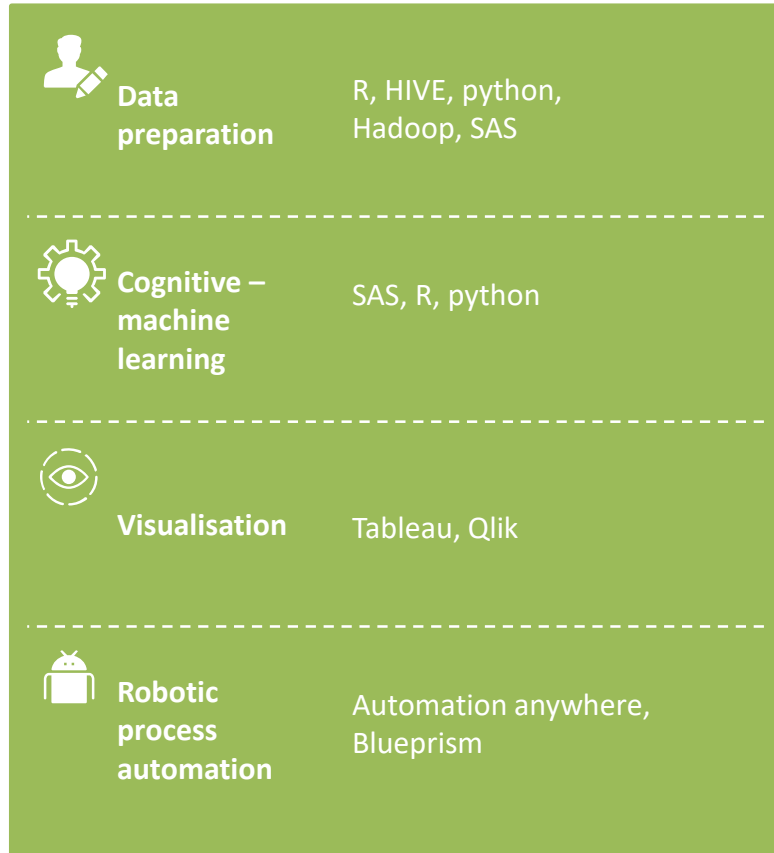 Data
preparation
R, HIVE, python,
Hadoop, SAS
Cognitive –
machine
learning
SAS, R, python
Visualisation
Tableau, Qlik
Robotic
process
automation
Automation anywhere,
Blueprism